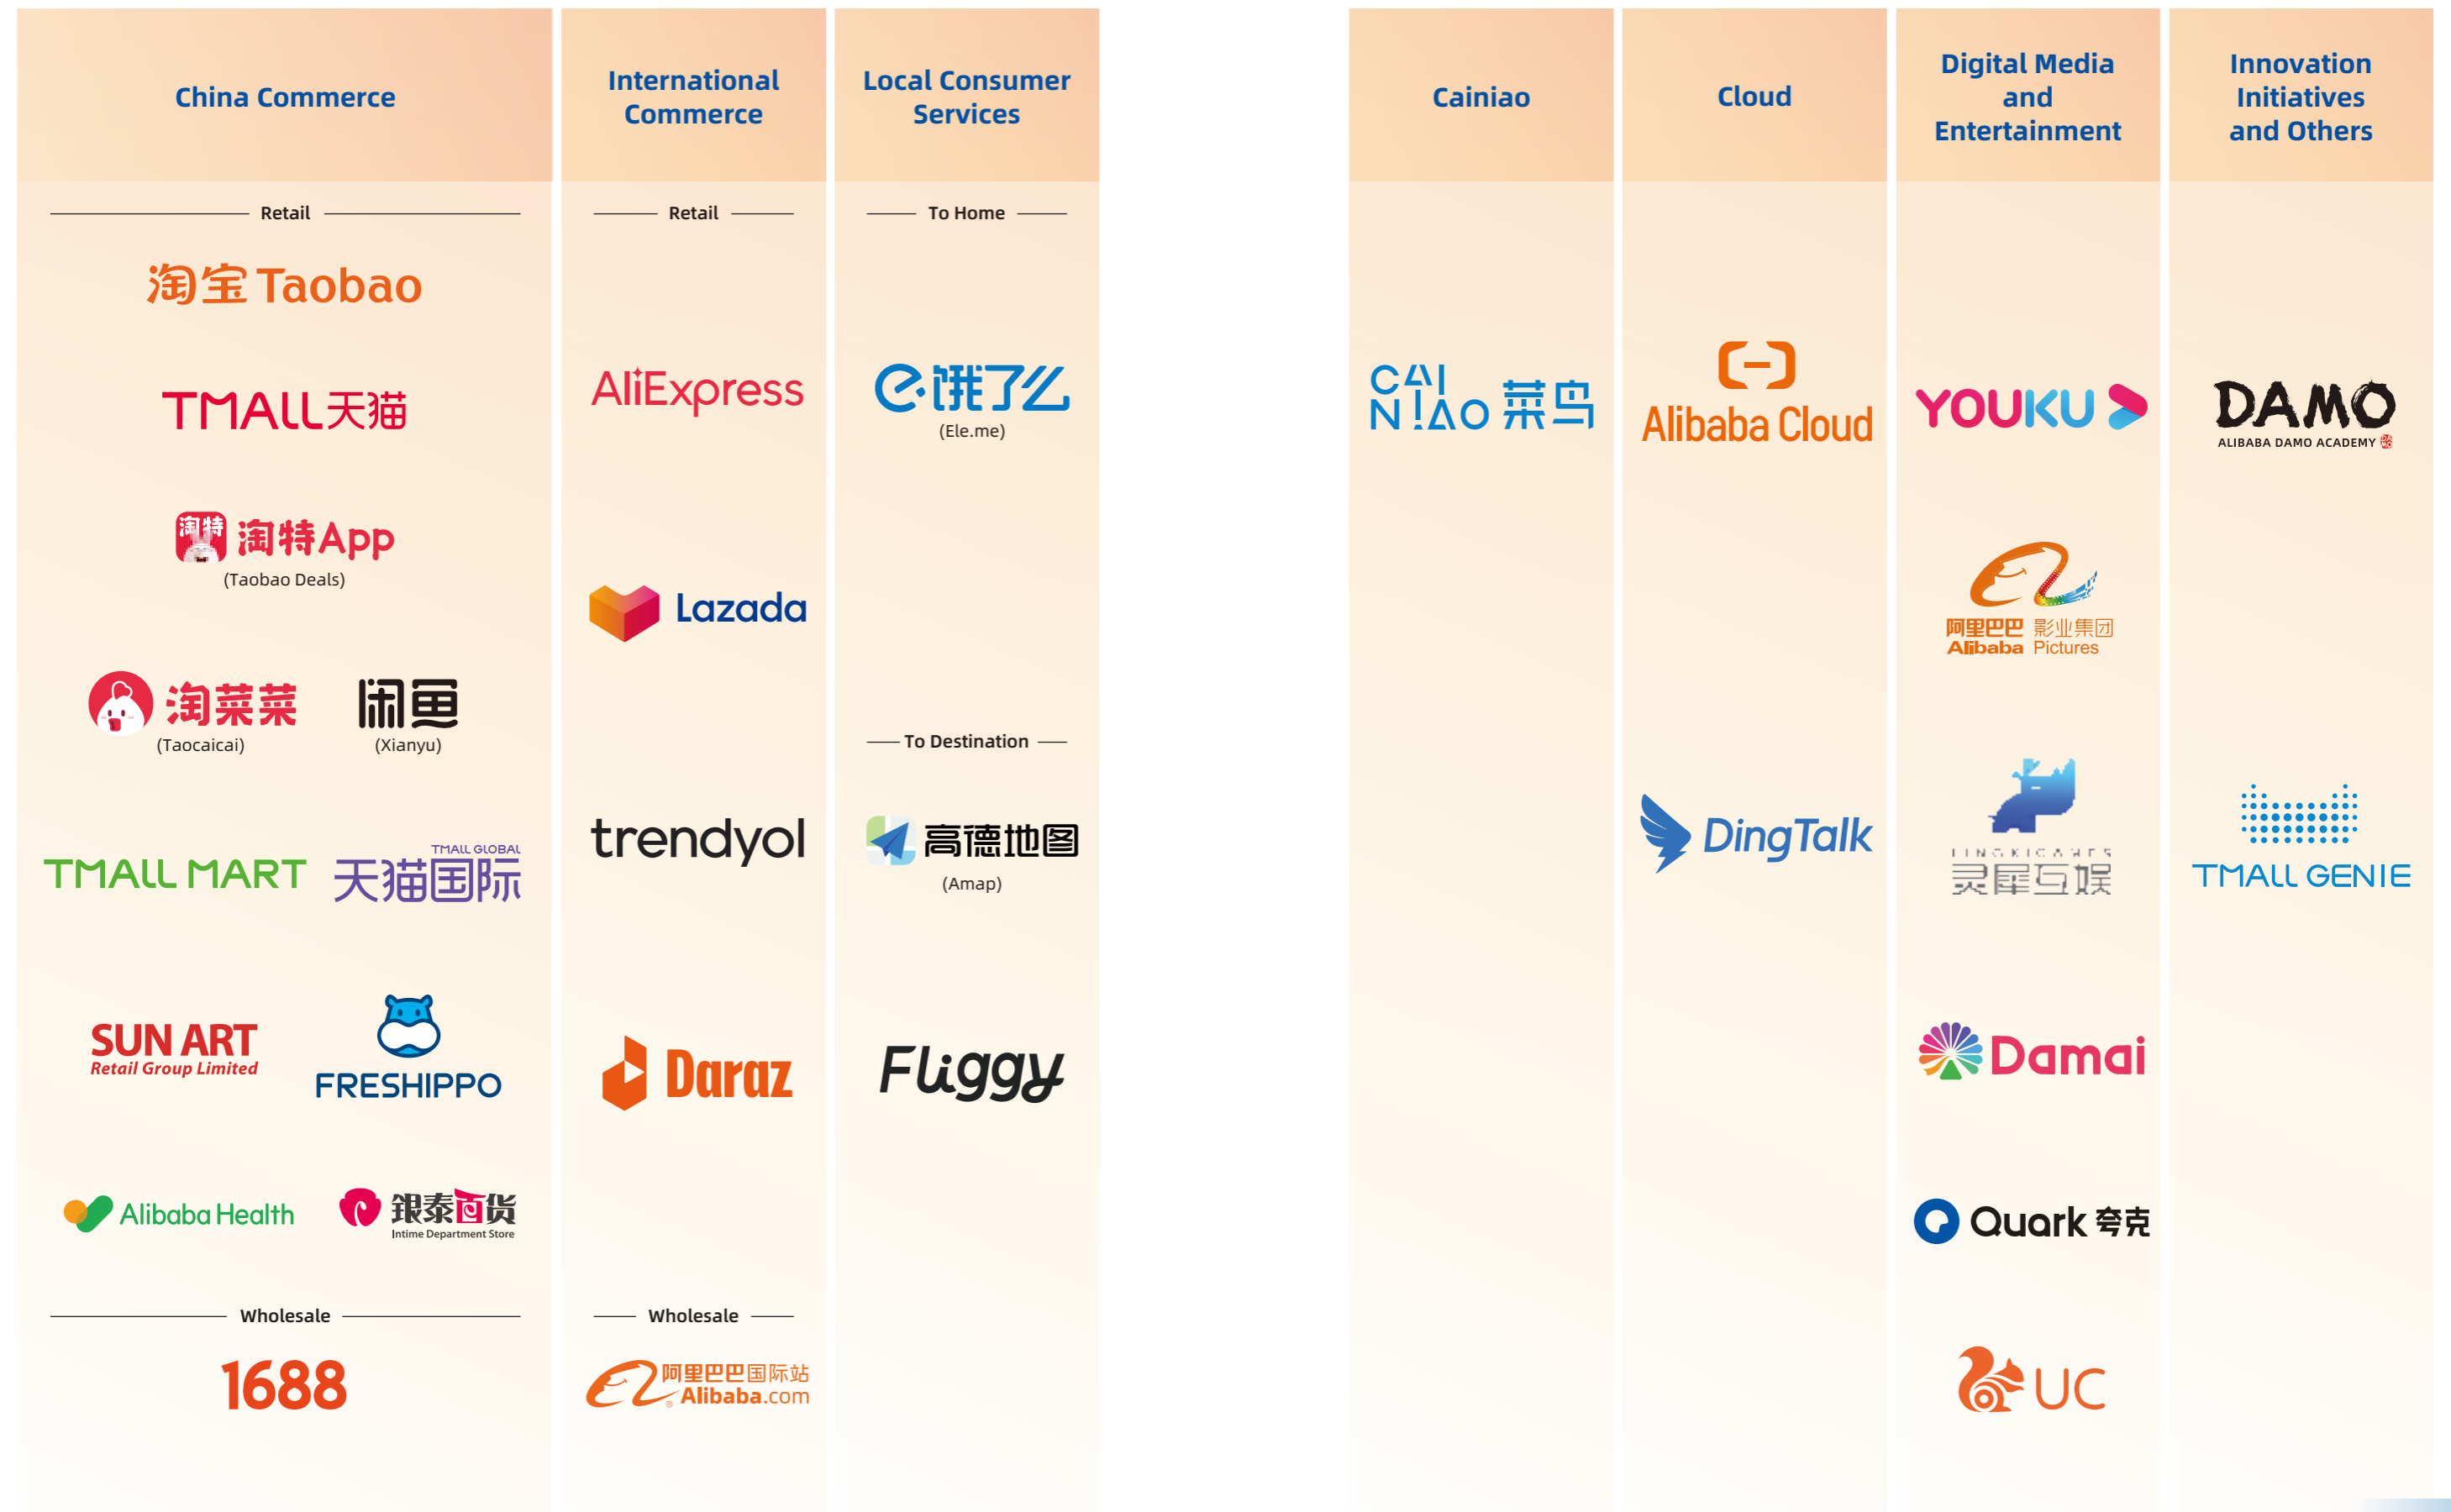 China Commerce
Retail
淘宝 Taobao
TMALL 天猫
淘特
淘特App
(Taobao Deals)
淘菜菜
(Taocaicai)
闲鱼
(Xianyu)
TMALL MART
TMALL GLOBAL
天猫国际
SUN ART
Retail Group Limited
FRESHIPPO
Alibaba Health
银泰百货
Intime Department Store
Wholesale
1688
International
Commerce
Retail
AliExpress
Lazada
trendyol
Daraz
Wholesale
阿里巴巴国际站
Alibaba.com
Local Consumer
Services
To Home
饿了么
(Ele.me)
To Destination
高德地图
(Amap)
Fliggy
Cainiao
CAI
NIAO 菜鸟
Cloud
Alibaba Cloud
DingTalk
Digital Media
and
Entertainment
YOUKU
阿里巴巴 影业集团
Alibaba Pictures
LINGXIGAMES
灵犀互娱
Damai
Quark 夸克
UC
Innovation
Initiatives
and Others
DAMO
ALIBABA DAMO ACADEMY
TMALL GENIE